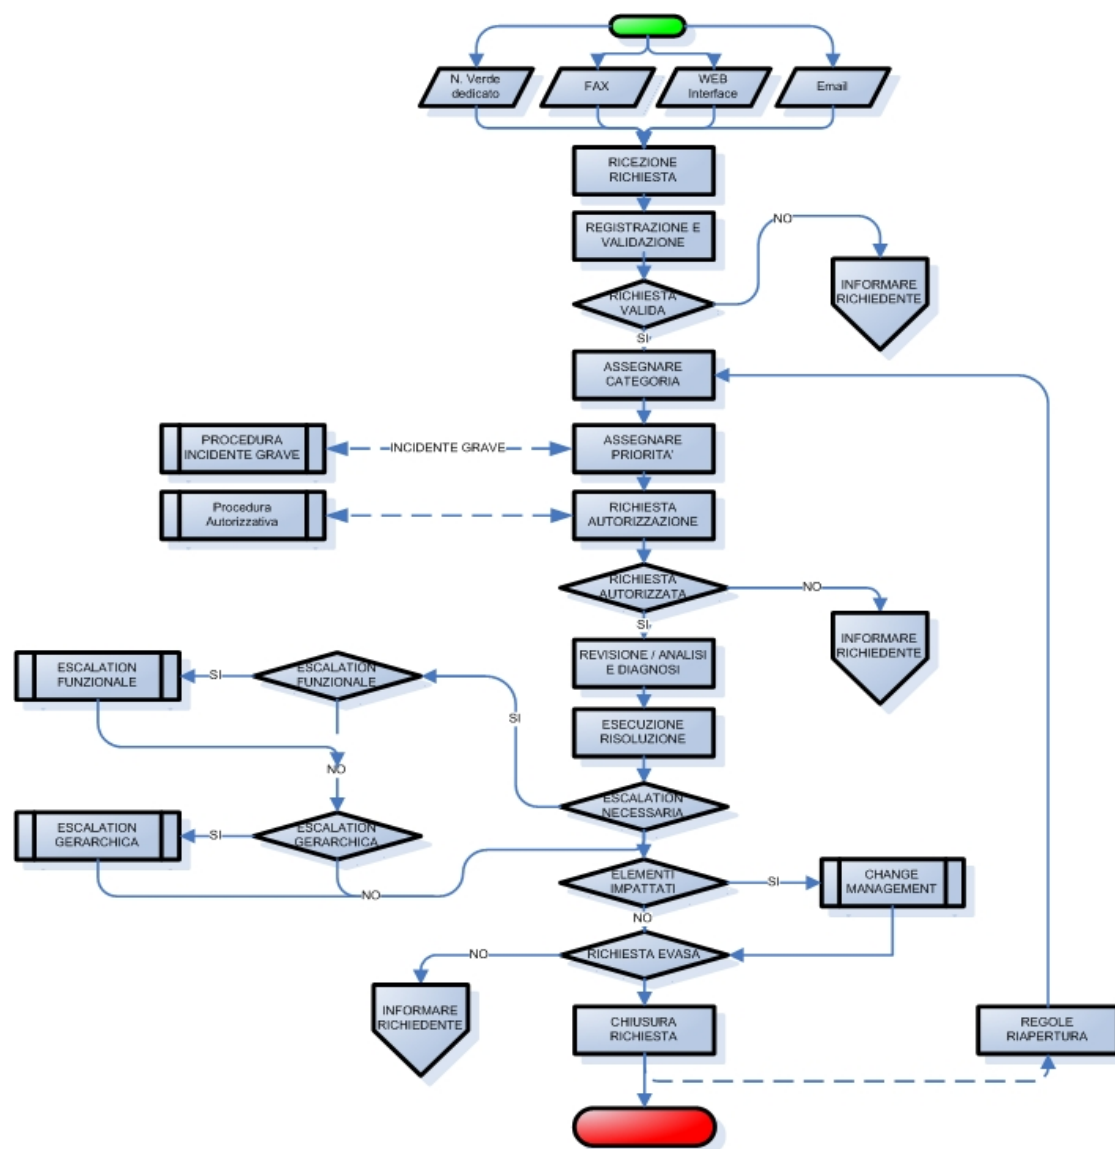 N. Verde
dedicato
FAX
WEB
Interface
Email
RICEZIONE
RICHIESTA
REGISTRAZIONE E
VALIDAZIONE
NO
INFORMARE
RICHIEDENTE
RICHIESTA
VALIDA
SI
ASSEGNARE
CATEGORIA
PROCEDURA
INCIDENTE GRAVE
INCIDENTE GRAVE
ASSEGNARE
PRIORITA'
Procedura
Autorizzativa
RICHIESTA
AUTORIZZAZIONE
RICHIESTA
AUTORIZZATA
NO
INFORMARE
RICHIEDENTE
SI
REVISIONE / ANALISI
E DIAGNOSI
ESCALATION
FUNZIONALE
SI
ESCALATION
FUNZIONALE
SI
ESECUZIONE
RISOLUZIONE
NO
ESCALATION
NECESSARIA
ESCALATION
GERARCHICA
SI
ESCALATION
GERARCHICA
NO
ELEMENTI
IMPATTATI
SI
CHANGE
MANAGEMENT
NO
RICHIESTA EVASA
NO
INFORMARE
RICHIEDENTE
CHIUSURA
RICHIESTA
REGOLE
RIAPERTURA